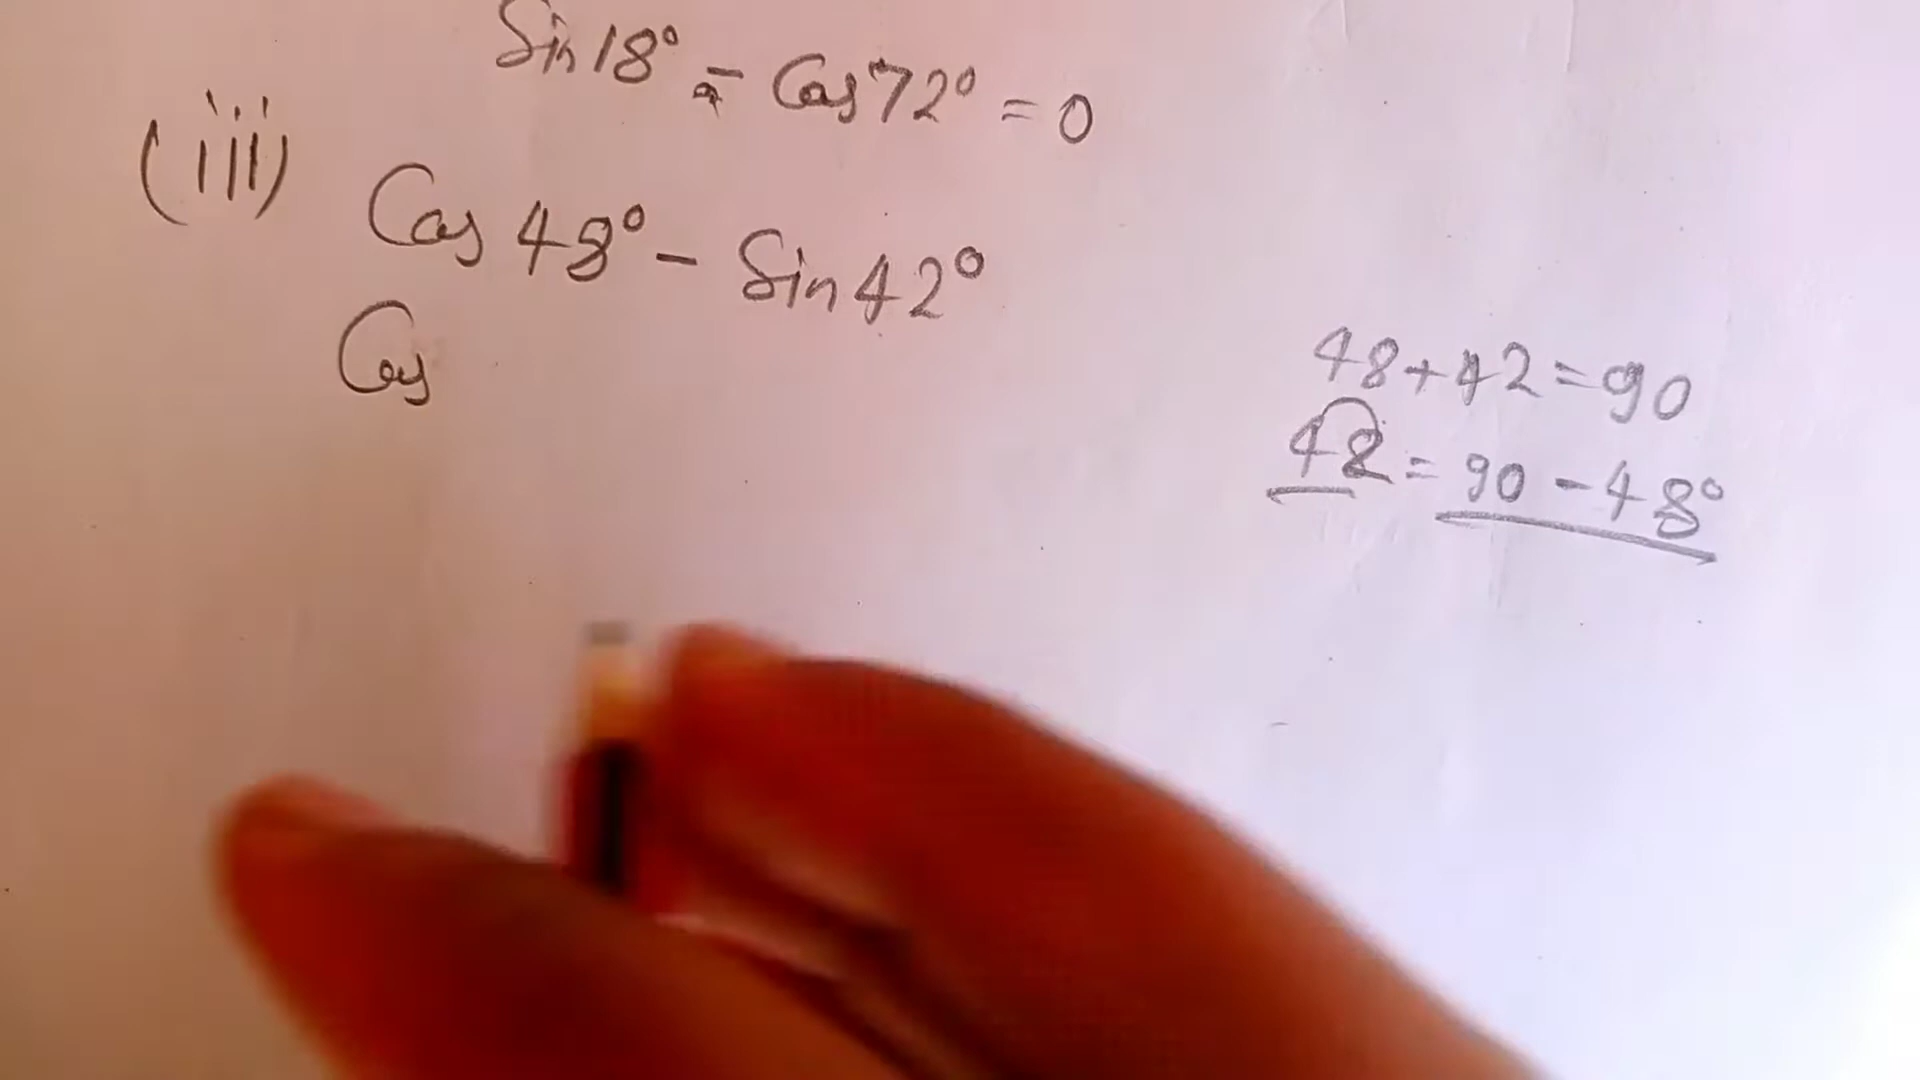 Sin 18° = - Cos 72° = 0
(iii) Cos 48° - Sin 42°
Cos
48 + 42 = 90
42 = 90 - 48°